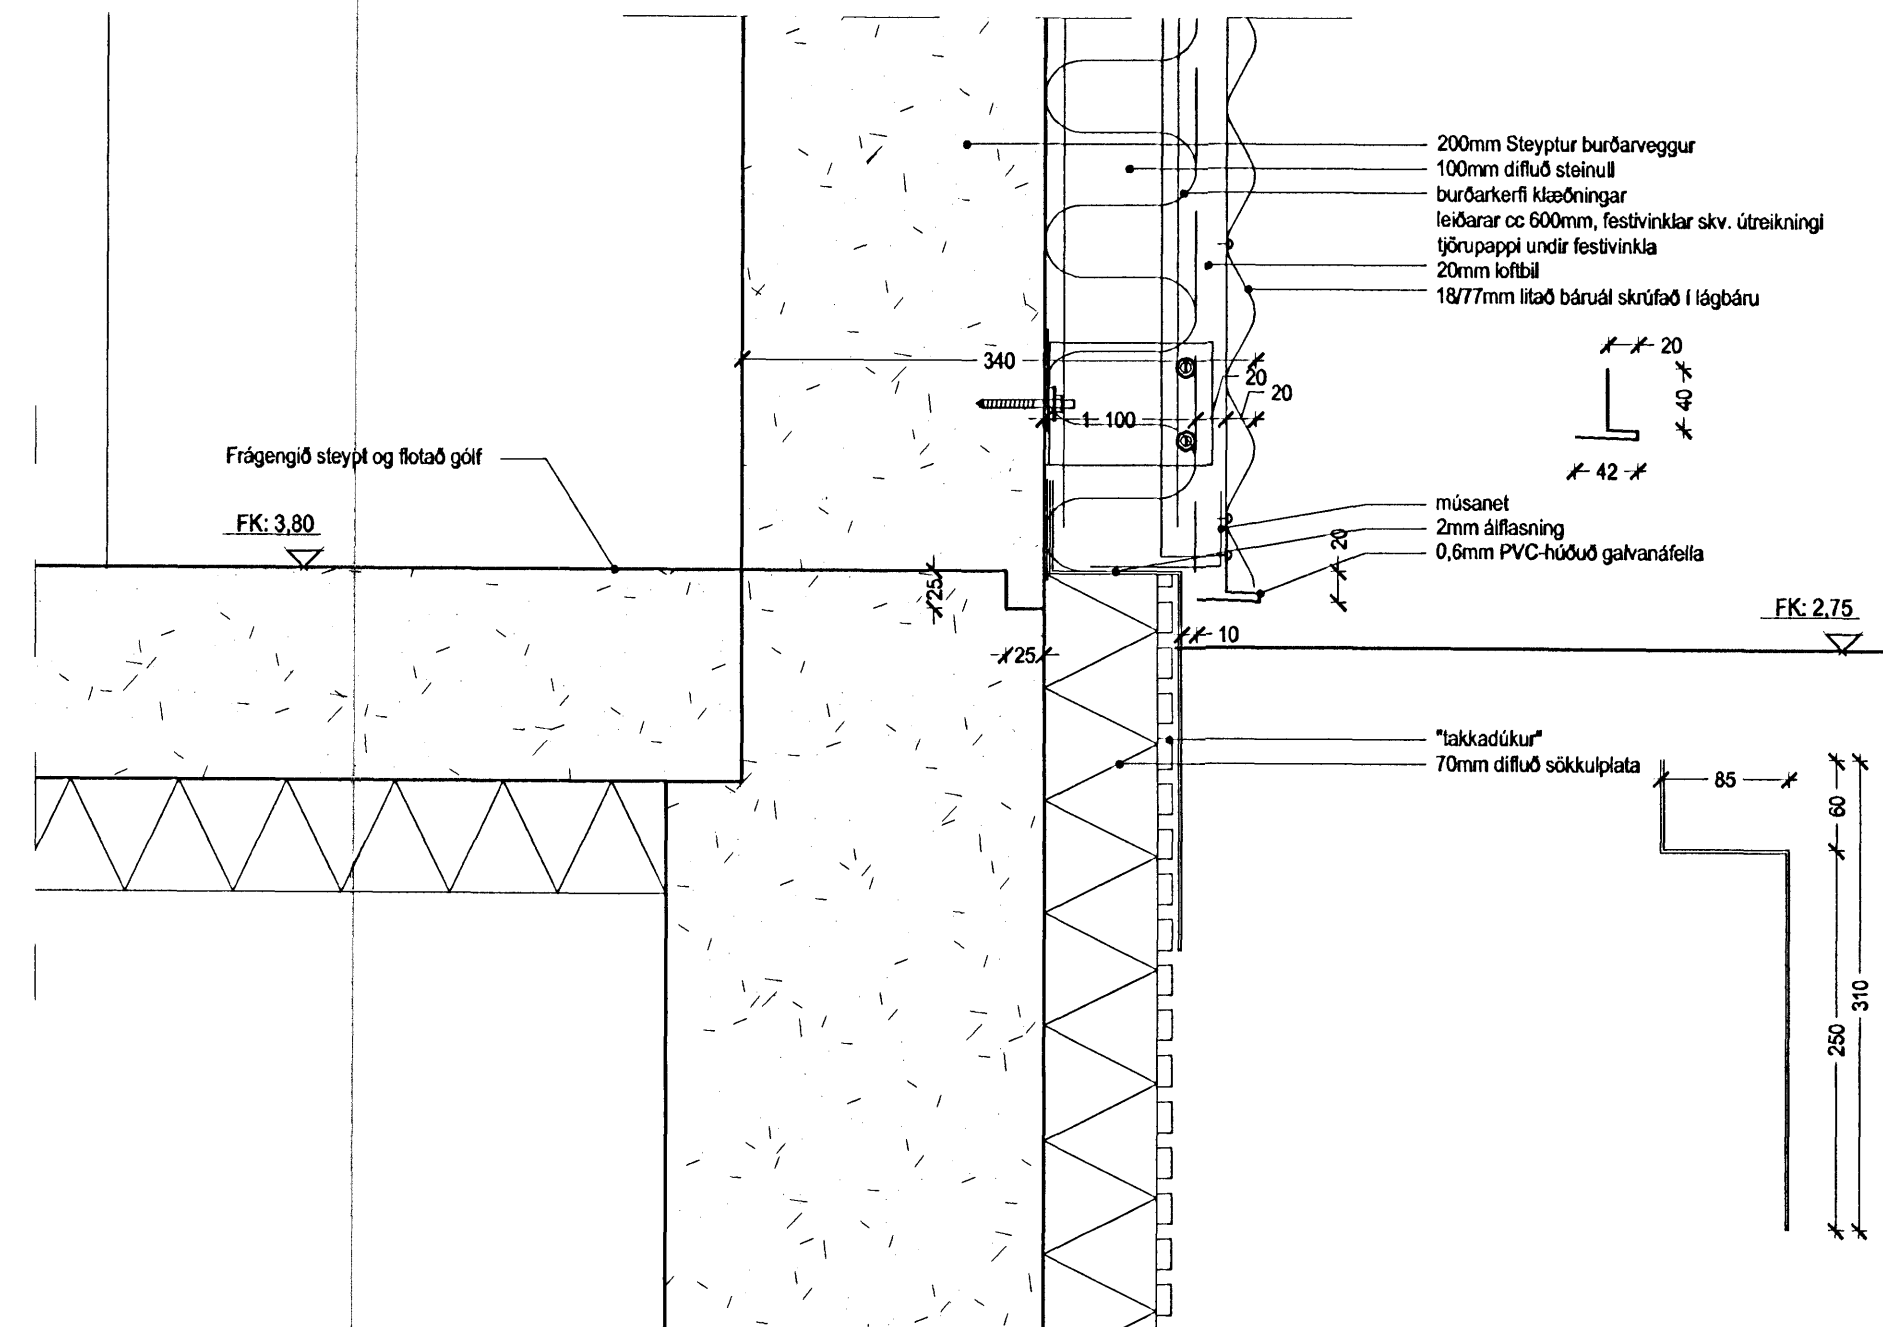 200mm Steyptur burðarveggur
100mm dífluð steinull
burðarkerfi klæðningar
leiðarar cc 600mm, festivinklar skv. útreikningi
tjörupappi undir festivinkla
20mm loftbil
18/77mm litað báruál skrúfað í lágbáru
20
40
42
340
20
20
1
100
Frágengið steypt og flotað gólf
FK: 3,80
músanet
2mm álflasning
0,6mm PVC-húðuð galvanáfella
20
25
25
10
FK: 2,75
"takkadúkur"
70mm dífluð sökkulplata
85
60
310
250